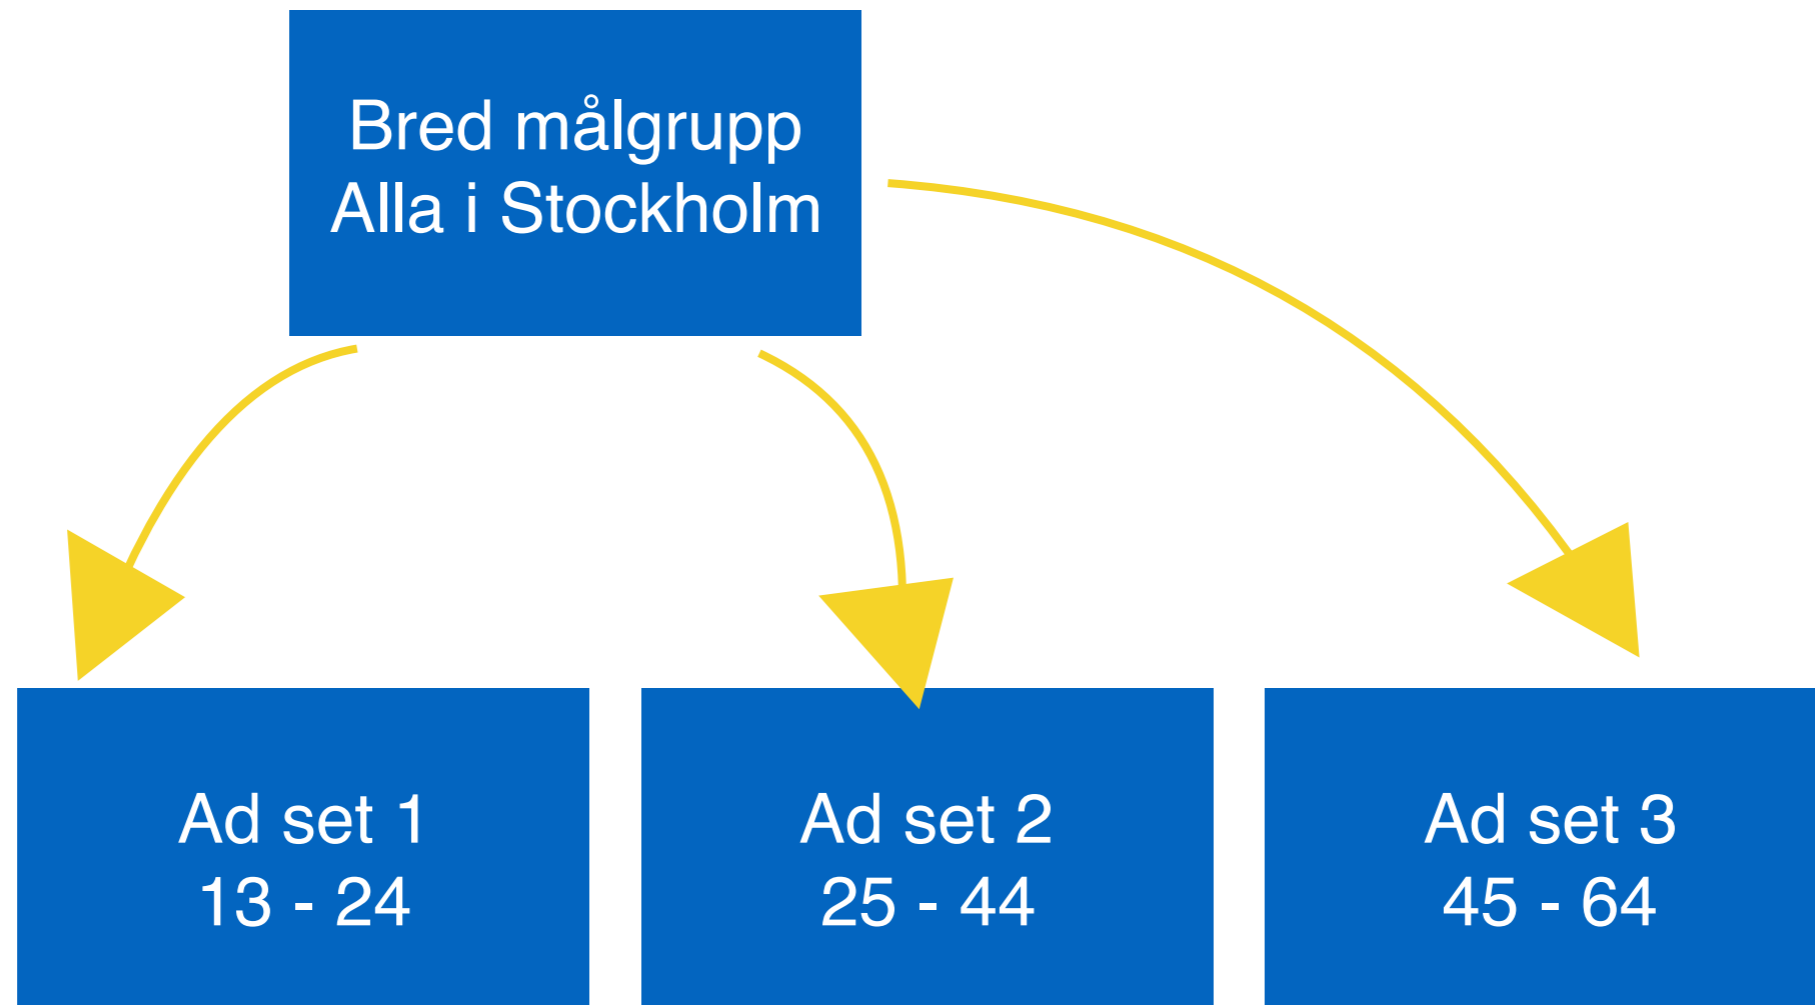 Bred målgrupp
Alla i Stockholm
Ad set 1
13 - 24
Ad set 2
25 - 44
Ad set 3
45 - 64